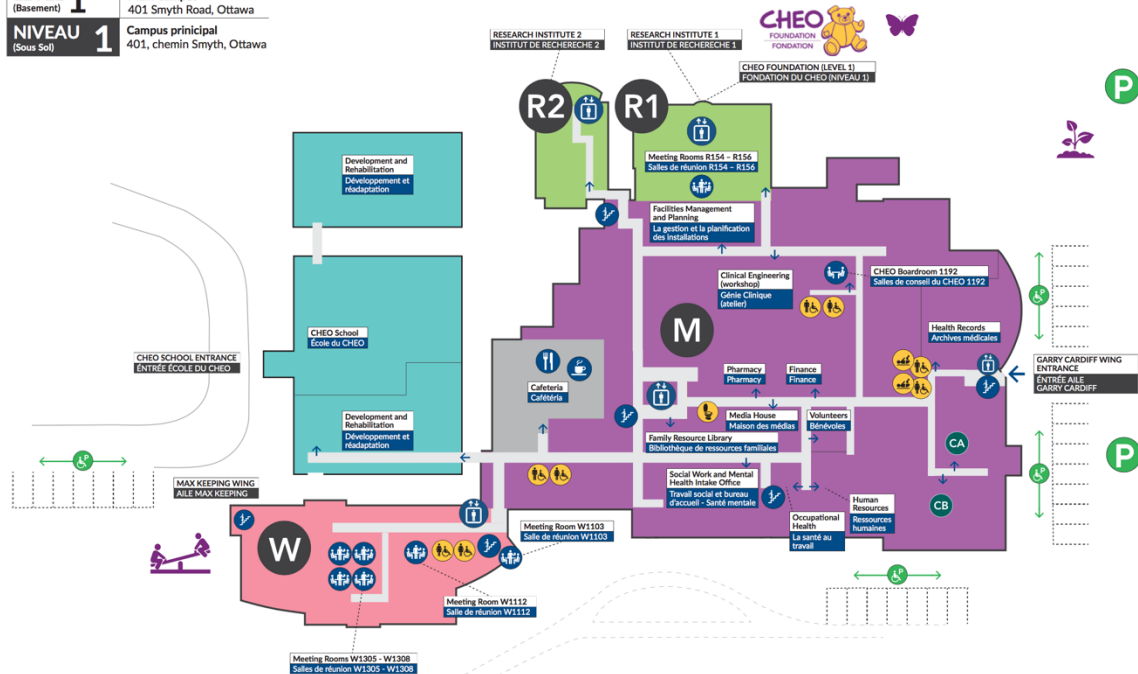 (Basement) 1
401 Smyth Road, Ottawa
NIVEAU 1
(Sous Sol)
Campus prinicipal
401, chemin Smyth, Ottawa
RESEARCH INSTITUTE 2
INSTITUT DE RECHERECHE 2
RESEARCH INSTITUTE 1
INSTITUT DE RECHERECHE 1
CHEO
FOUNDATION
FONDATION
CHEO FOUNDATION (LEVEL 1)
FONDATION DU CHEO (NIVEAU 1)
P
R2
R1
Meeting Rooms R154 – R156
Salles de réunion R154 – R156
Development and
Rehabilitation
Développement et
réadaptation
Facilities Management
and Planning
La gestion et la planification
des installations
Clinical Engineering
(workshop)
Génie Clinique
(atelier)
CHEO Boardroom 1192
Salles de conseil du CHEO 1192
P
CHEO School
École du CHEO
M
Health Records
Archives médicales
CHEO SCHOOL ENTRANCE
ÉNTRÉE ÉCOLE DU CHEO
GARRY CARDIFF WING
ENTRANCE
ÉNTRÉE AILE
GARRY CARDIFF
Cafeteria
Cafétéria
Pharmacy
Pharmacy
Finance
Finance
Media House
Maison des médias
Volunteers
Bénévoles
Development and
Rehabilitation
Développement et
réadaptation
Family Resource Library
Bibliothèque de ressources familiales
CA
P
P
P
Social Work and Mental
Health Intake Office
Travail social et bureau
d'accueil - Santé mentale
MAX KEEPING WING
AILE MAX KEEPING
CB
Human
Resources
Ressources
humaines
Occupational
Health
La santé au
travail
W
Meeting Room W1103
Salle de réunion W1103
P
Meeting Room W1112
Salle de réunion W1112
Meeting Rooms W1305 - W1308
Salles de réunion W1305 - W1308